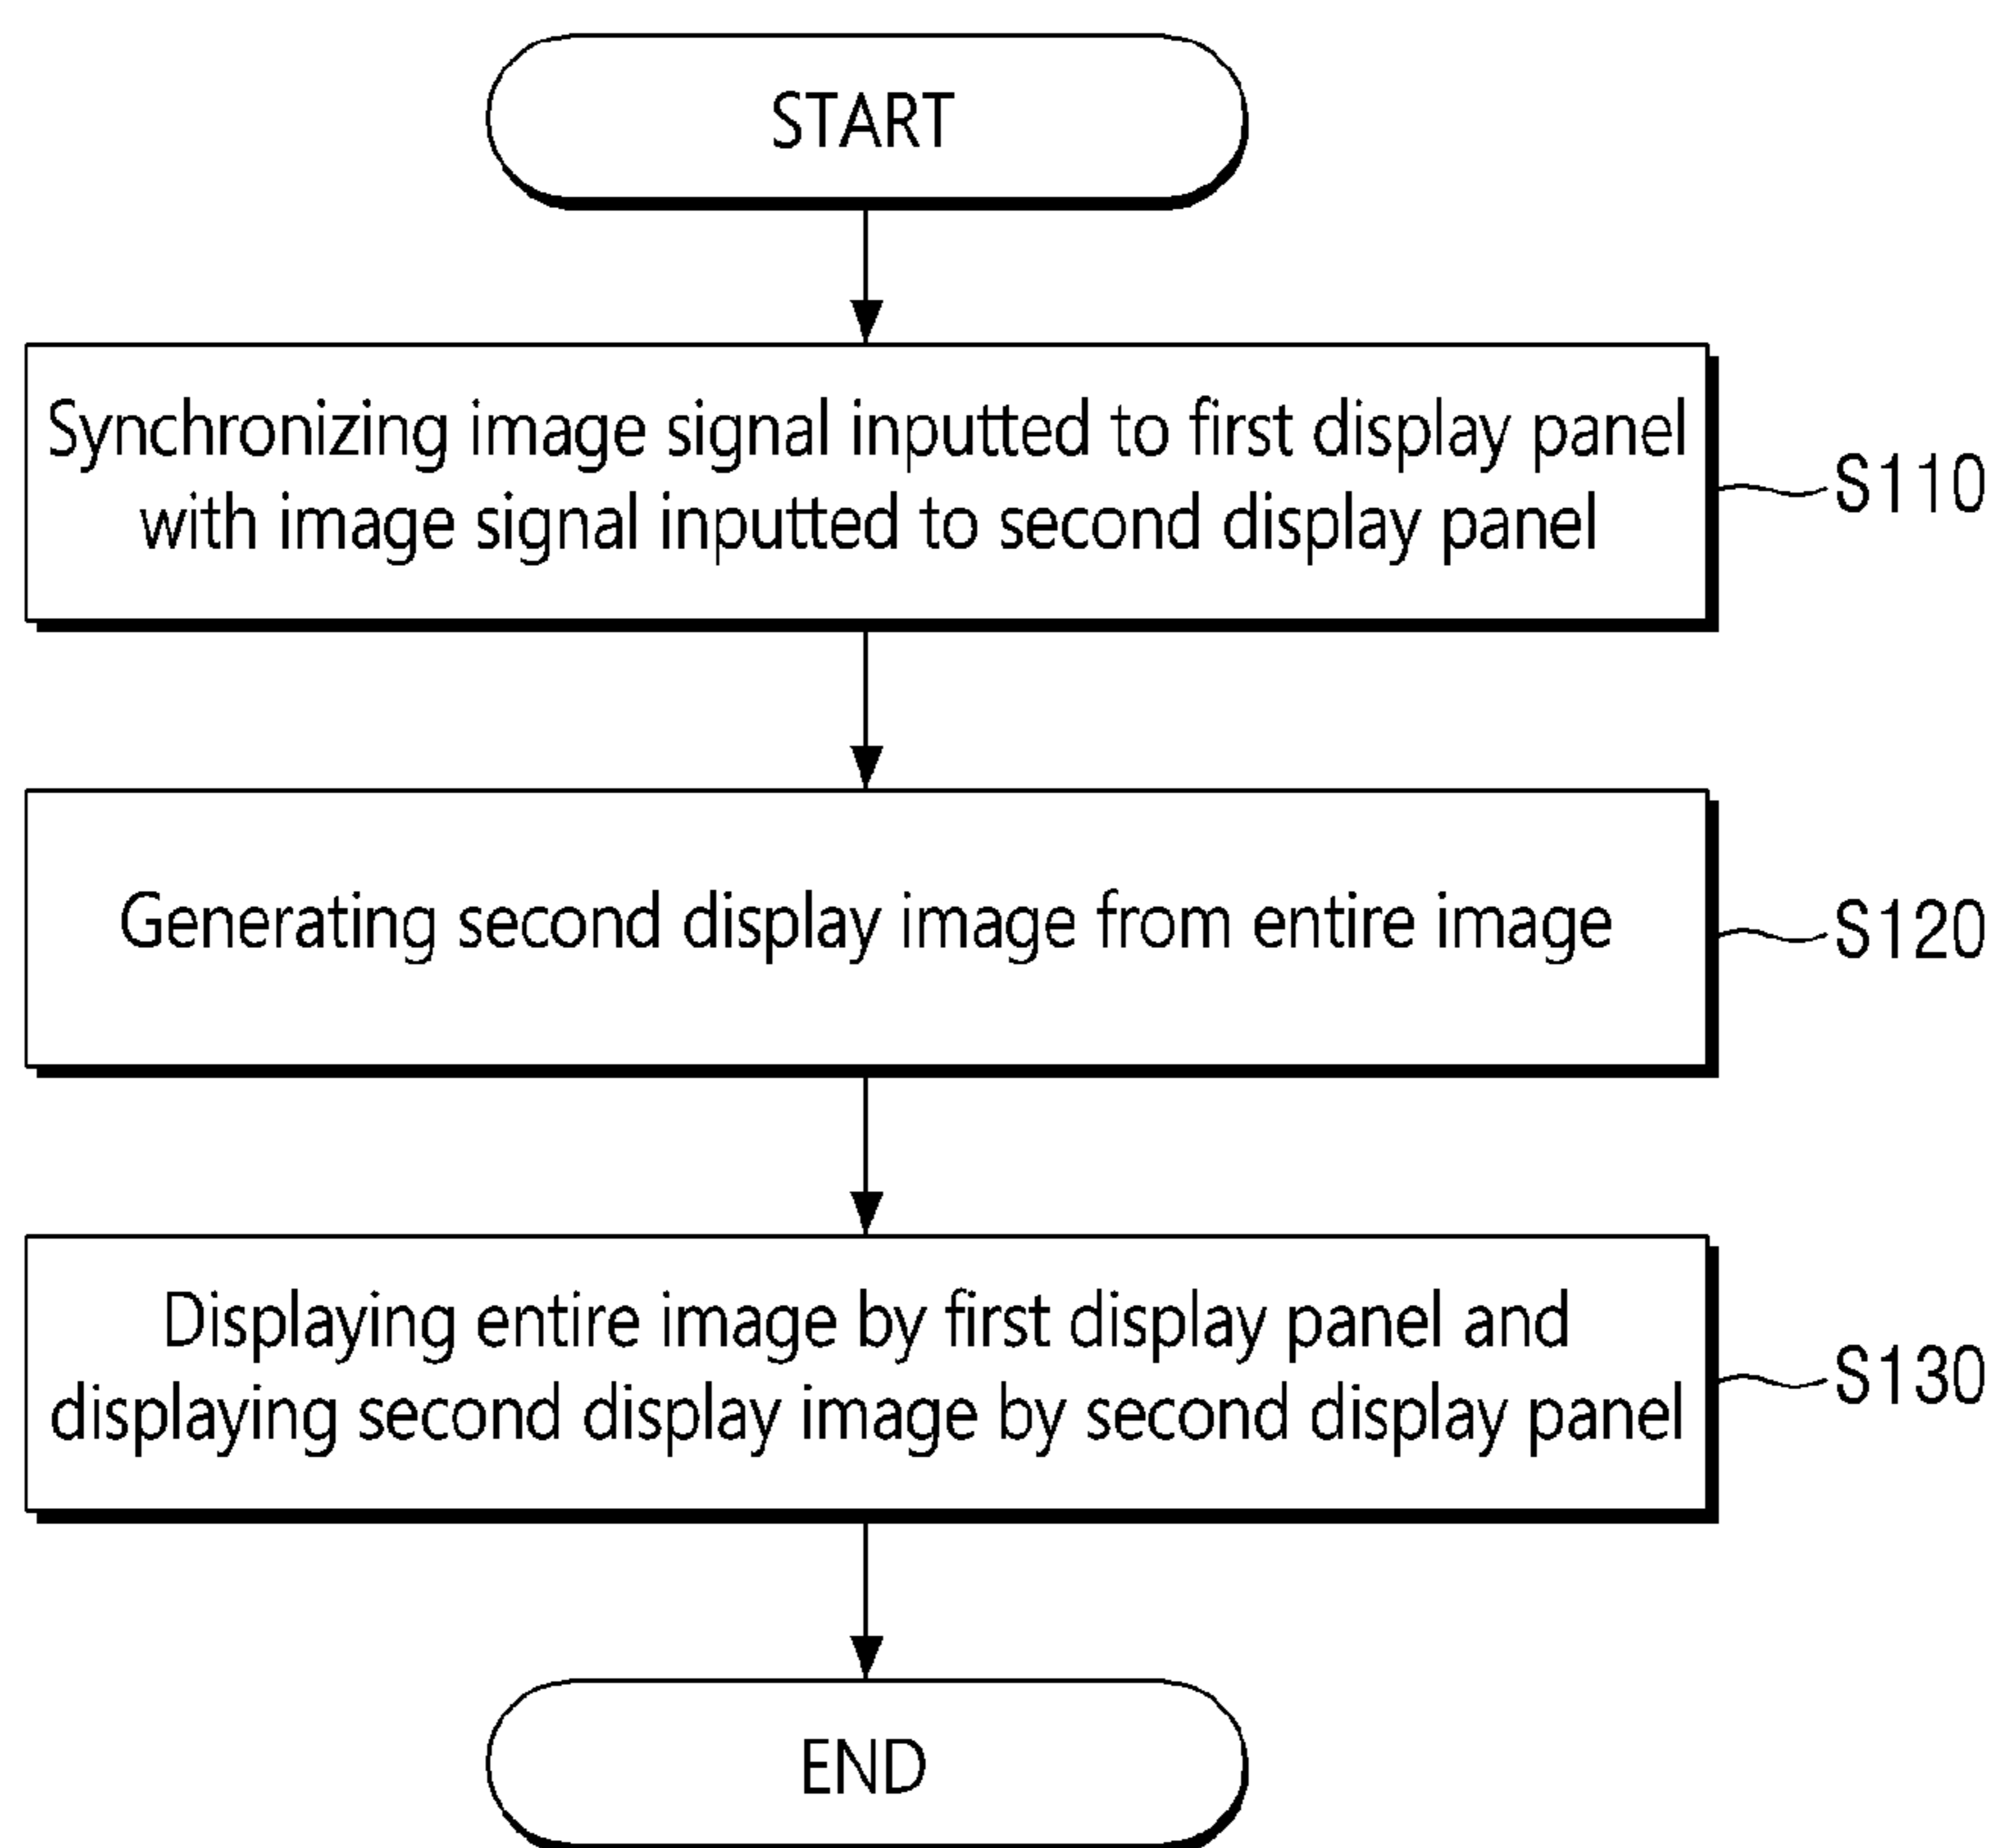 START
Synchronizing image signal inputted to first display panel
with image signal inputted to second display panel
S110
Generating second display image from entire image
S120
Displaying entire image by first display panel and
displaying second display image by second display panel
S130
END